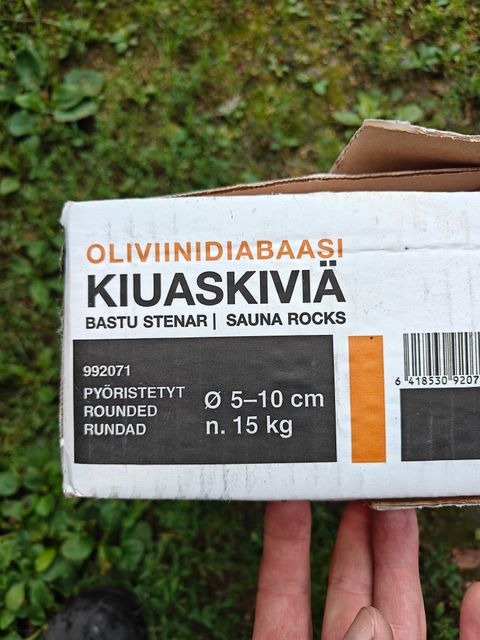 OLIVIINIDIABAASI
KIUASKIVIÄ
BASTU STENAR | SAUNA ROCKS
992071
PYÖRISTETYT
ROUNDED
RUNDAD
Ø 5–10 cm
n. 15 kg
6 418530 9207